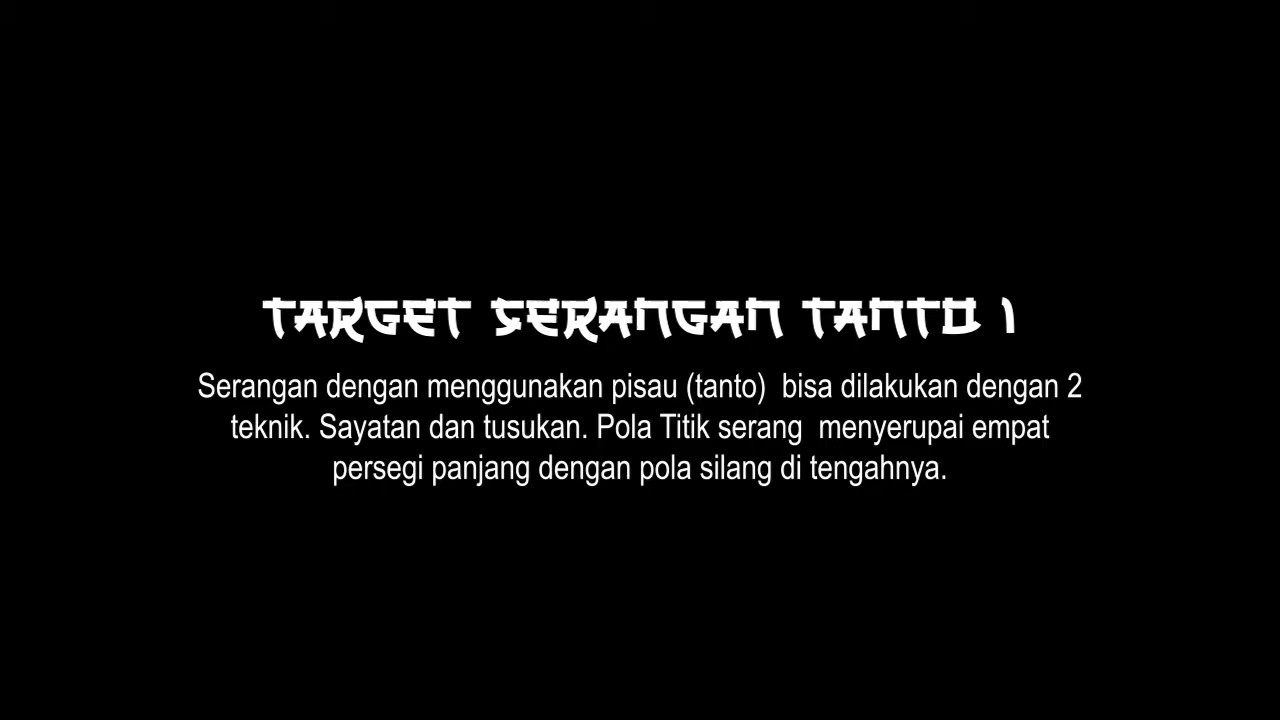 TARGET SERANGAN TANTO 1
Serangan dengan menggunakan pisau (tanto)  bisa dilakukan dengan 2
teknik. Sayatan dan tusukan. Pola Titik serang  menyerupai empat
persegi panjang dengan pola silang di tengahnya.